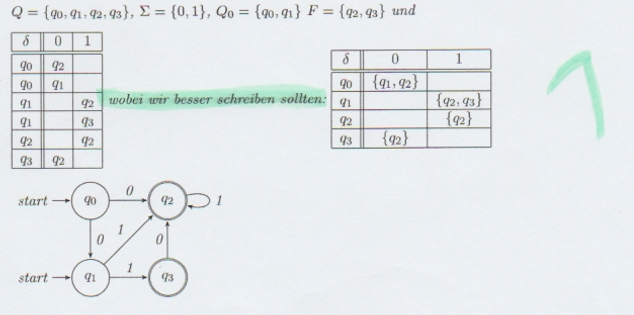 Q = {q0, q1, q2, q3}, Σ = {0, 1}, Q0 = {q0, q1} F = {q2, q3} und
δ 0 1
q0 q2
q0 q1
q1 q2
q1 q3
q2 q2
q3 q2
wobei wir besser schreiben sollten:
δ 0 1
q0 {q1, q2}
q1 {q2, q3}
q2 {q2}
q3 {q2}
1
start q0 0 q2 1
0 1 0
start q1 1 q3